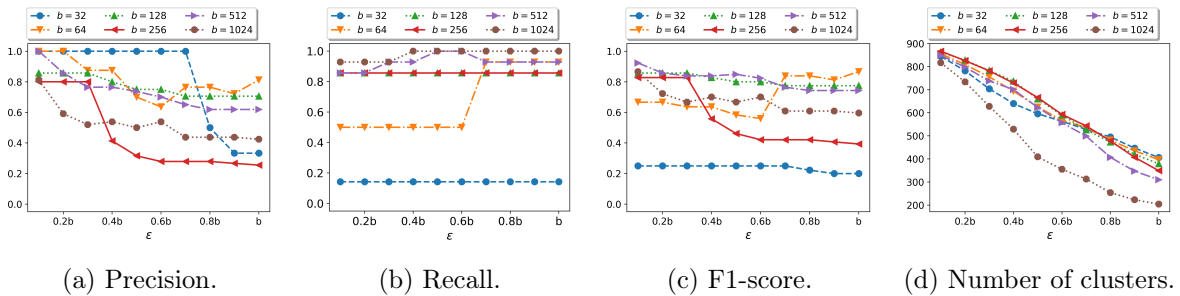 b = 32 b = 128 b = 512
b = 64 b = 256 b = 1024
1.0
0.8
0.6
0.4
0.2
0.0
0.2b 0.4b 0.6b 0.8b b
ε
(a) Precision.
b = 32 b = 128 b = 512
b = 64 b = 256 b = 1024
1.0
0.8
0.6
0.4
0.2
0.0
0.2b 0.4b 0.6b 0.8b b
ε
(b) Recall.
b = 32 b = 128 b = 512
b = 64 b = 256 b = 1024
1.0
0.8
0.6
0.4
0.2
0.0
0.2b 0.4b 0.6b 0.8b b
ε
(c) F1-score.
b = 32 b = 128 b = 512
b = 64 b = 256 b = 1024
900
800
700
600
500
400
300
200
0.2b 0.4b 0.6b 0.8b b
ε
(d) Number of clusters.